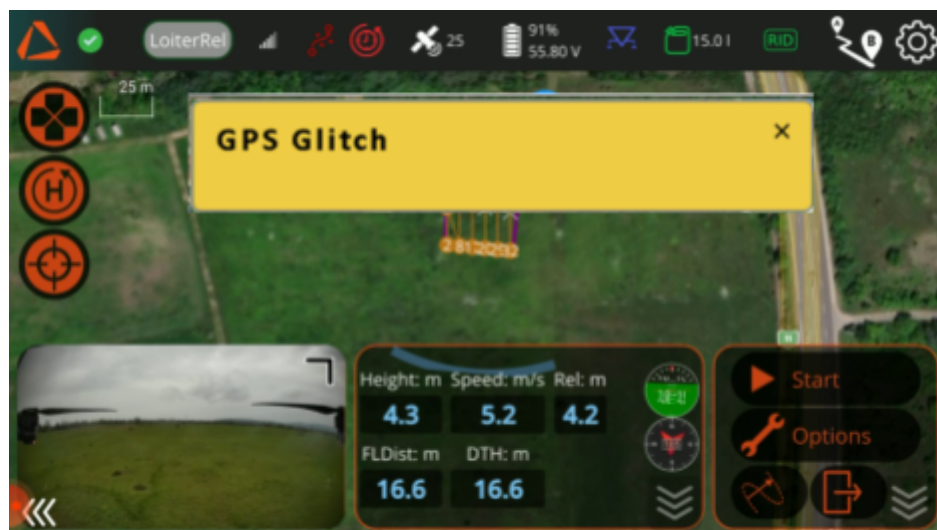 LoiterRel
25
91%
55.80 V
15.0 l
RID
A
B
25 m
GPS Glitch
H
Height: m Speed: m/s Rel: m
4.3 5.2 4.2
FLDist: m DTH: m
16.6 16.6
Start
Options